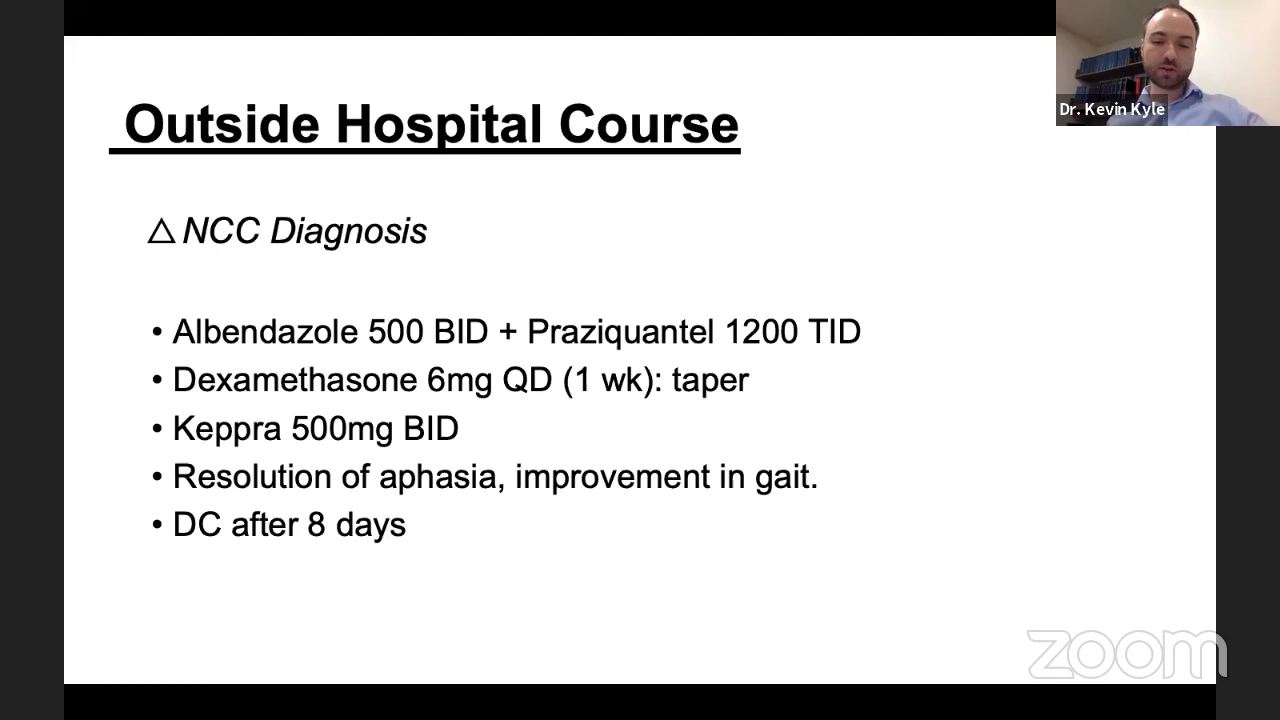 Outside Hospital Course
Dr. Kevin Kyle
△ NCC Diagnosis
• Albendazole 500 BID + Praziquantel 1200 TID
• Dexamethasone 6mg QD (1 wk): taper
• Keppra 500mg BID
• Resolution of aphasia, improvement in gait.
• DC after 8 days
zoom